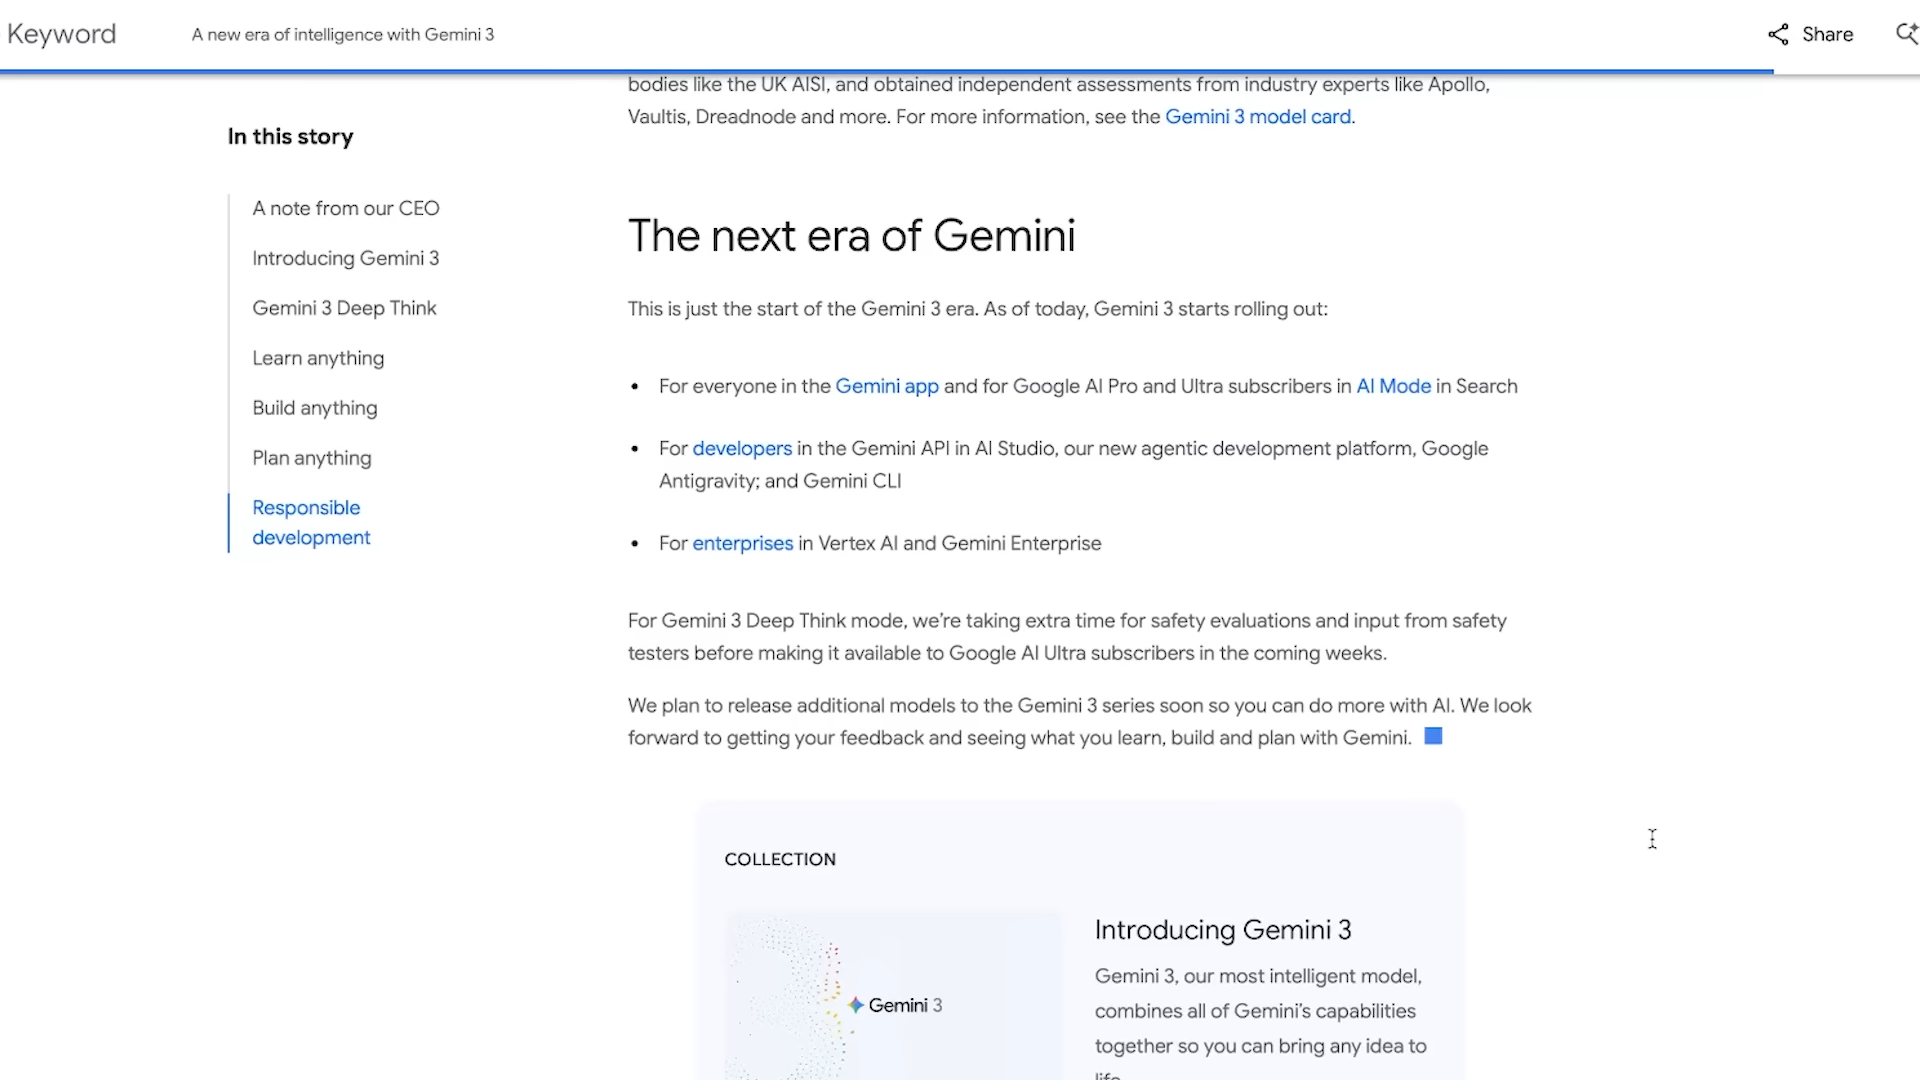 Keyword
A new era of intelligence with Gemini 3
Share
In this story
A note from our CEO
Introducing Gemini 3
Gemini 3 Deep Think
Learn anything
Build anything
Plan anything
Responsible
development
bodies like the UK AISI, and obtained independent assessments from industry experts like Apollo,
Vaultis, Dreadnode and more. For more information, see the Gemini 3 model card.
The next era of Gemini
This is just the start of the Gemini 3 era. As of today, Gemini 3 starts rolling out:
• For everyone in the Gemini app and for Google AI Pro and Ultra subscribers in AI Mode in Search
• For developers in the Gemini API in AI Studio, our new agentic development platform, Google
Antigravity; and Gemini CLI
• For enterprises in Vertex AI and Gemini Enterprise
For Gemini 3 Deep Think mode, we’re taking extra time for safety evaluations and input from safety
testers before making it available to Google AI Ultra subscribers in the coming weeks.
We plan to release additional models to the Gemini 3 series soon so you can do more with AI. We look
forward to getting your feedback and seeing what you learn, build and plan with Gemini.
COLLECTION
Gemini 3
Introducing Gemini 3
Gemini 3, our most intelligent model,
combines all of Gemini’s capabilities
together so you can bring any idea to